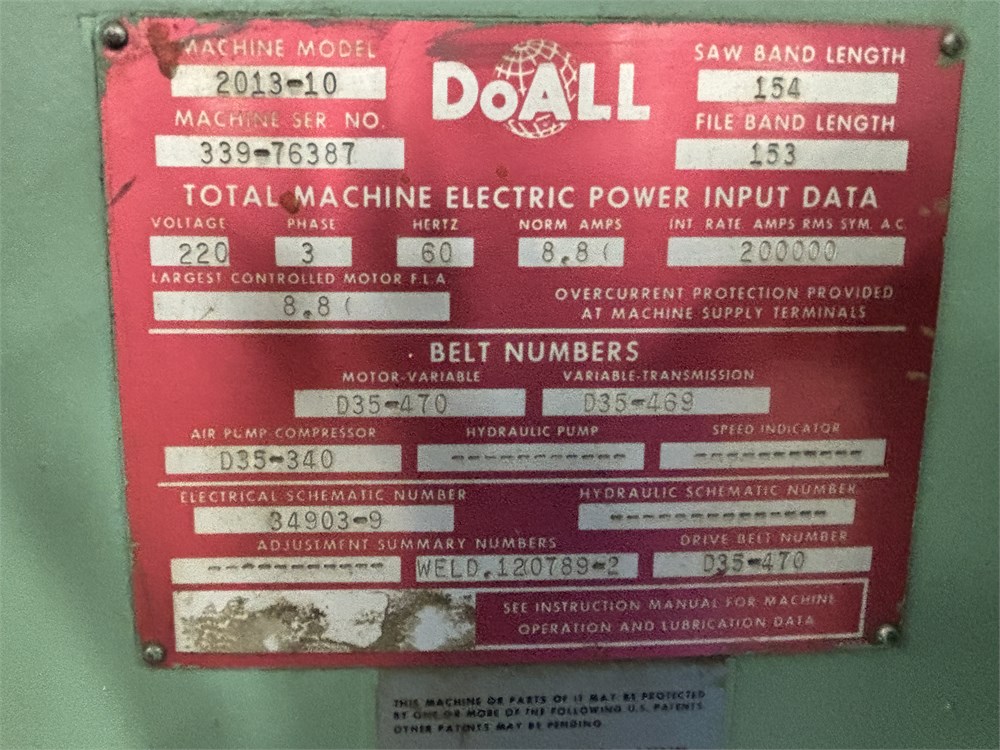 MACHINE MODEL
2013-10
DoALL
SAW BAND LENGTH
154
MACHINE SER NO.
339-76387
FILE BAND LENGTH
153
TOTAL MACHINE ELECTRIC POWER INPUT DATA
VOLTAGE PHASE HERTZ NORM AMPS INT RATE AMPS RMS SYM. A.C.
220 3 60 8.8( 200000
LARGEST CONTROLLED MOTOR F.L.A.
8.8(
OVERCURRENT PROTECTION PROVIDED
AT MACHINE SUPPLY TERMINALS
BELT NUMBERS
MOTOR-VARIABLE VARIABLE-TRANSMISSION
D35-470 D35-469
AIR PUMP COMPRESSOR HYDRAULIC PUMP SPEED INDICATOR
D35-340 ----------- -----------
ELECTRICAL SCHEMATIC NUMBER HYDRAULIC SCHEMATIC NUMBER
34903-9 --------------
ADJUSTMENT SUMMARY NUMBERS DRIVE BELT NUMBER
----------- WELD.120789-2 D35-470
SEE INSTRUCTION MANUAL FOR MACHINE
OPERATION AND LUBRICATION DATA
THIS MACHINE OR PARTS OF IT MAY BE PROTECTED
BY ONE OR MORE OF THE FOLLOWING U.S. PATENTS
OTHER PATENTS MAY BE PENDING